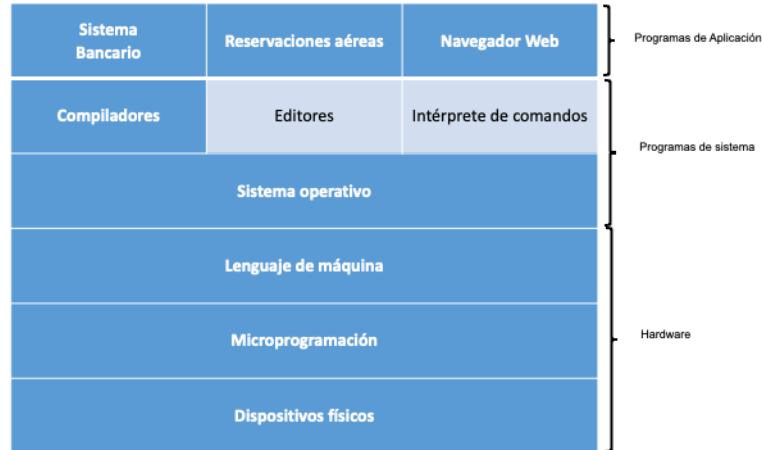 Sistema
Bancario
Reservaciones aéreas
Navegador Web
Programas de Aplicación
Compiladores
Editores
Intérprete de comandos
Programas de sistema
Sistema operativo
Lenguaje de máquina
Microprogramación
Hardware
Dispositivos físicos